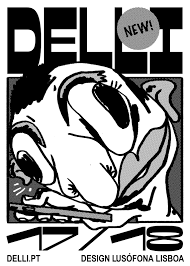 DELLI
NEW!
17/18
DELLI.PT DESIGN LUSÓFONA LISBOA